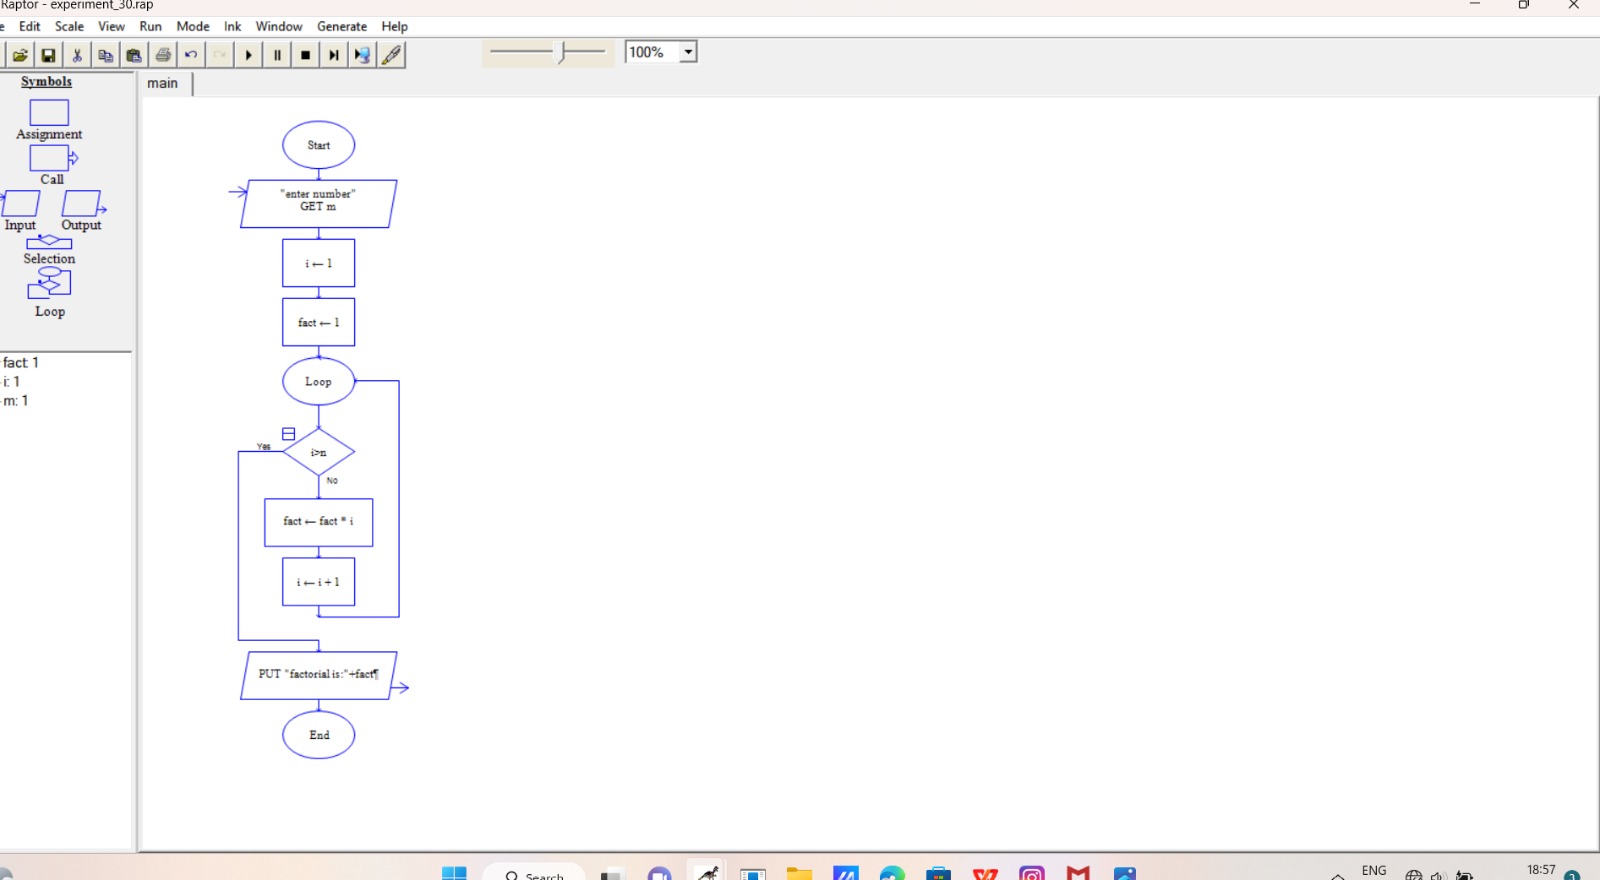 Raptor - experiment_30.rap
Edit Scale View Run Mode Ink Window Generate Help
100%
Symbols
main
Assignment
Call
Input Output
Selection
Loop
fact: 1
i: 1
m: 1
Start
"enter number"
GET m
i ← 1
fact ← 1
Loop
Yes
i>n
No
fact ← fact * i
i ← i + 1
PUT "factorial is:"+fact¶
End
Search
ENG
18:57